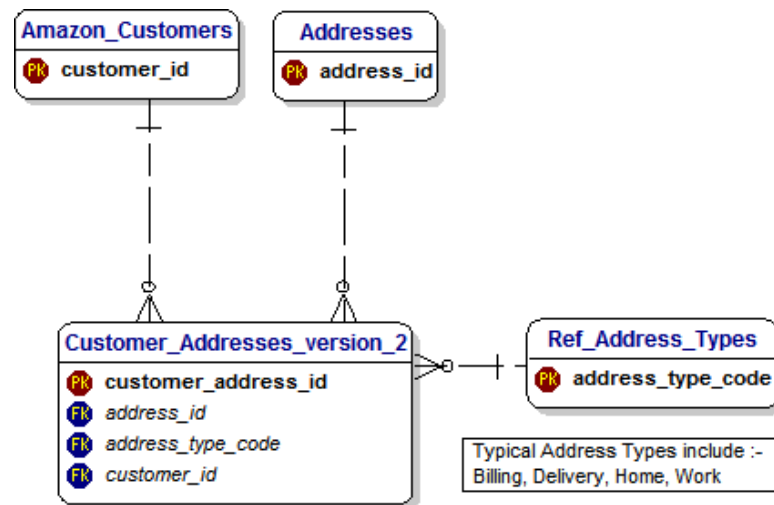 Amazon_Customers
PK customer_id
Addresses
PK address_id
Customer_Addresses_version_2
PK customer_address_id
FK address_id
FK address_type_code
FK customer_id
Ref_Address_Types
PK address_type_code
Typical Address Types include :-
Billing, Delivery, Home, Work